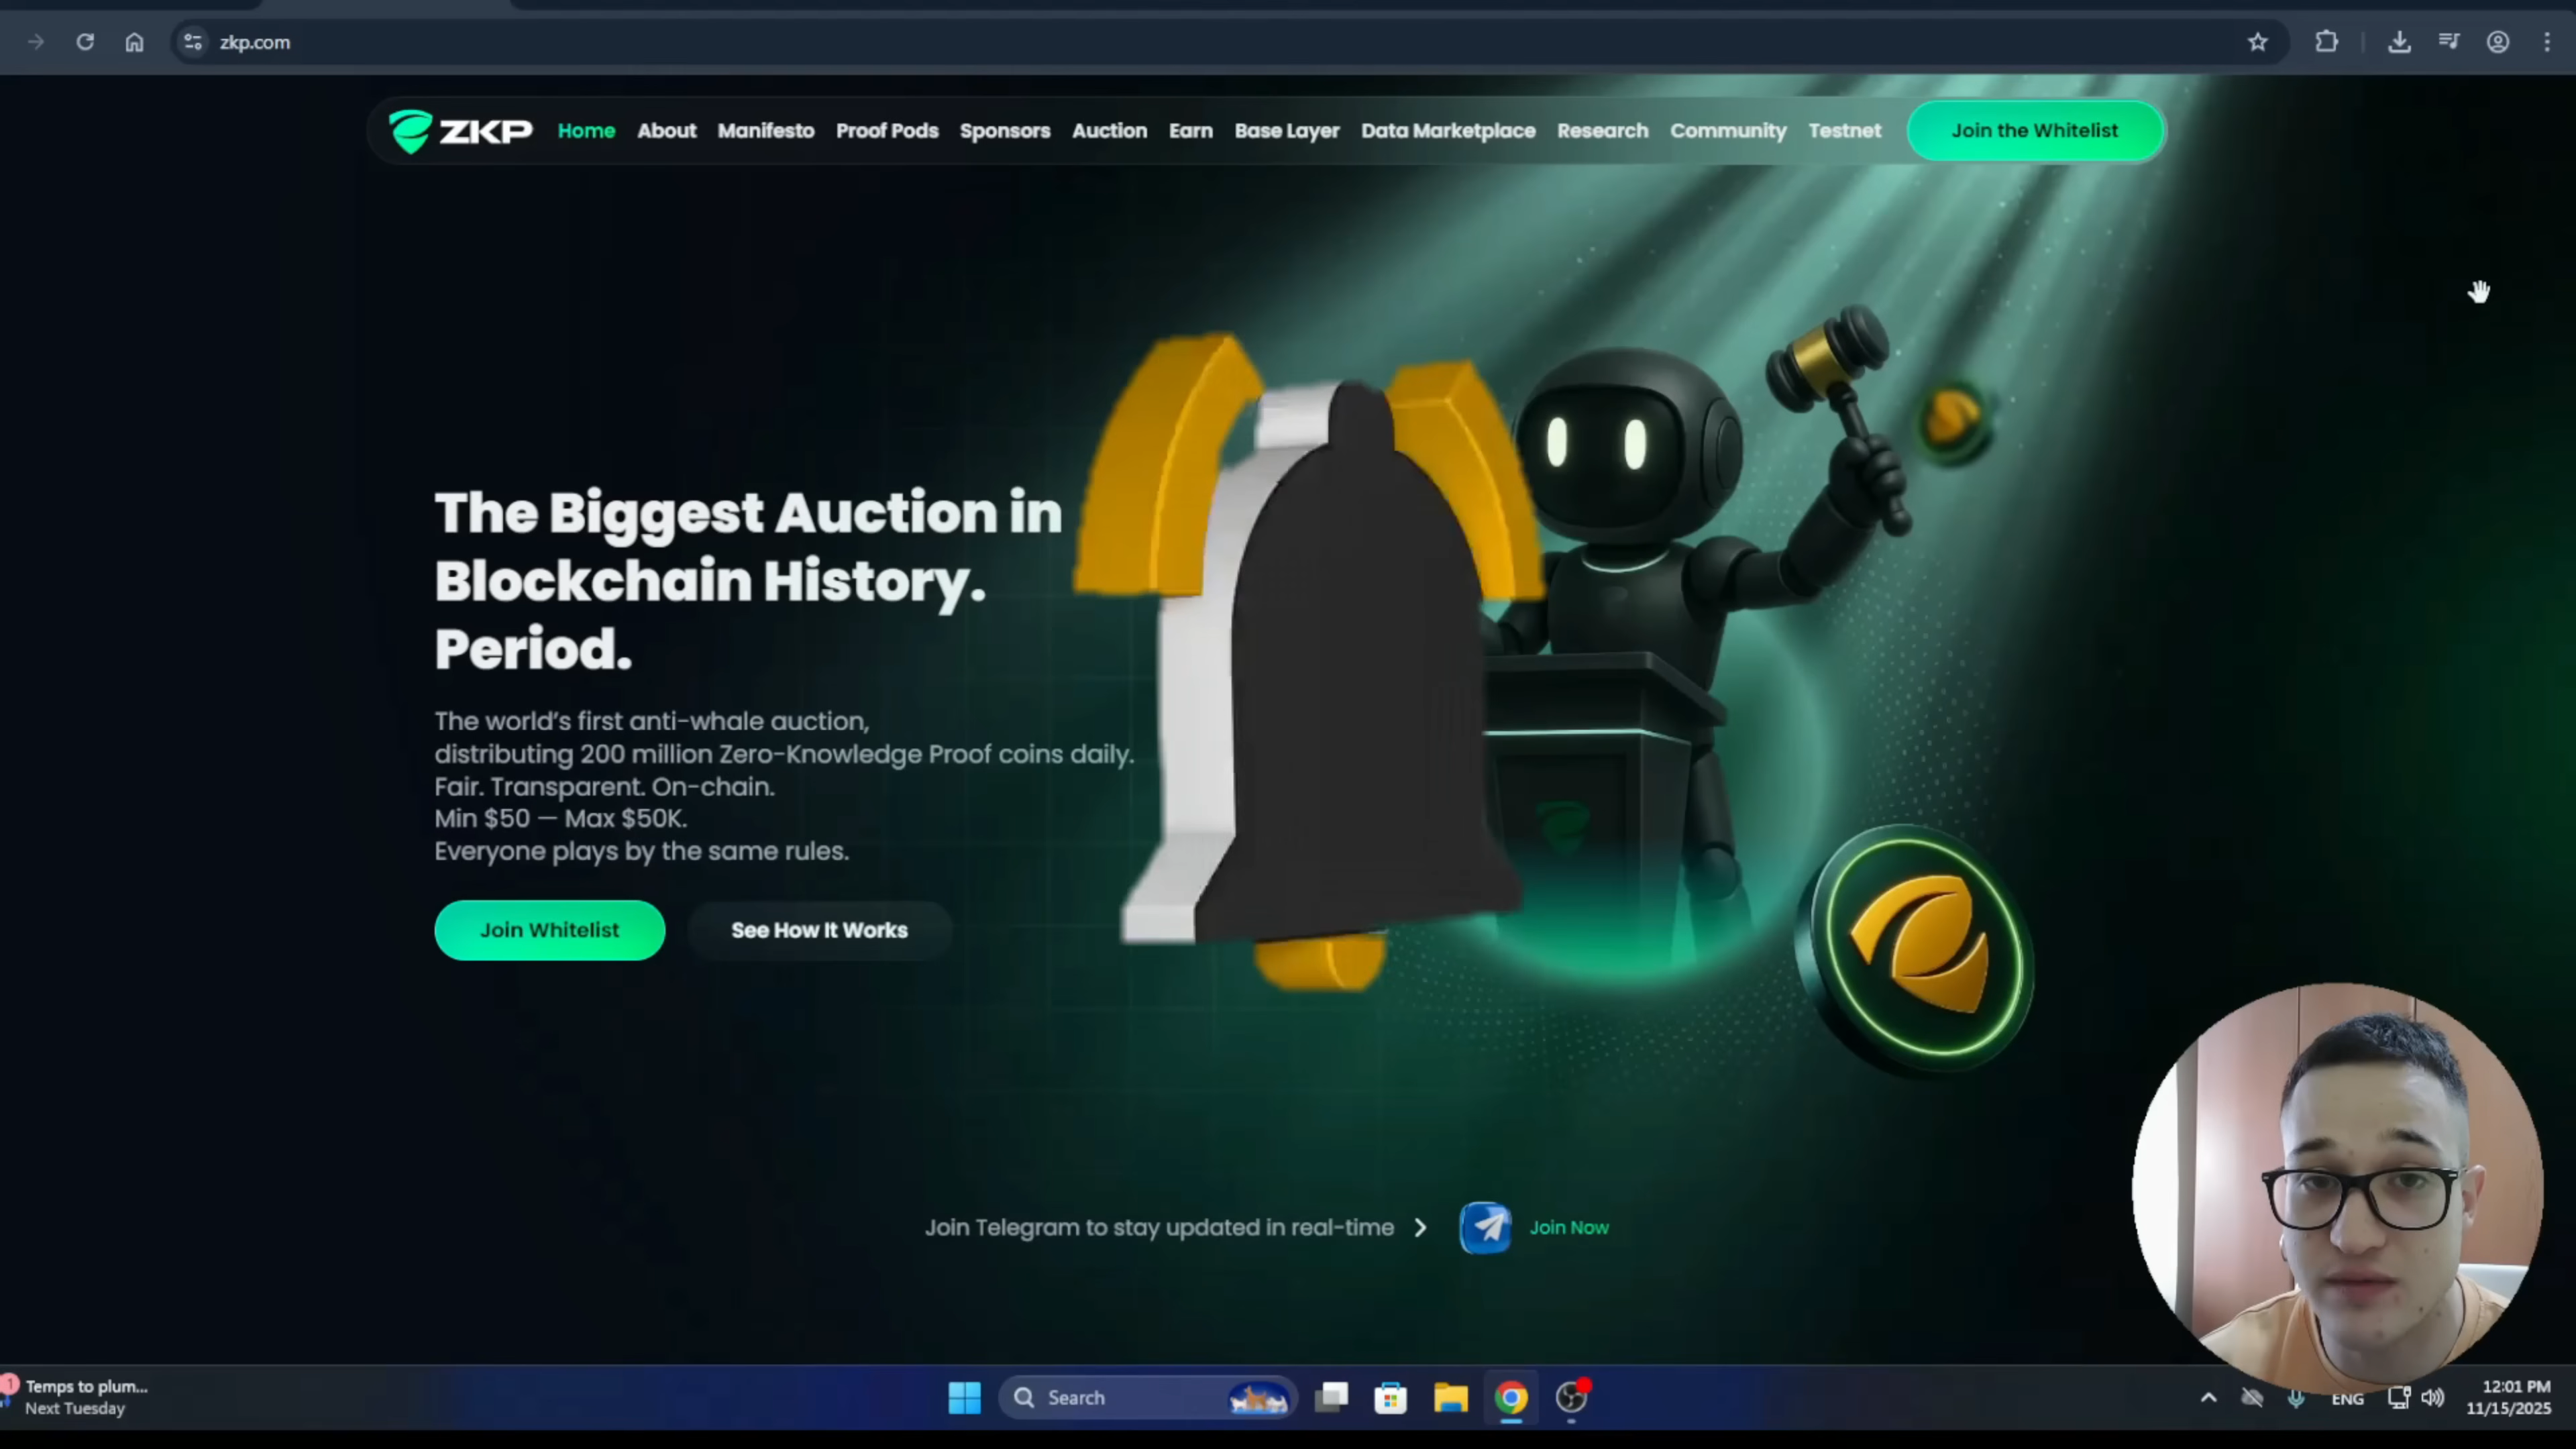 zkp.com
ZKP Home About Manifesto Proof Pods Sponsors Auction Earn Base Layer Data Marketplace Research Community Testnet Join the Whitelist
The Biggest Auction in
Blockchain History.
Period.
The world's first anti-whale auction,
distributing 200 million Zero-Knowledge Proof coins daily.
Fair. Transparent. On-chain.
Min $50 — Max $50K.
Everyone plays by the same rules.
Join Whitelist See How It Works
Join Telegram to stay updated in real-time Join Now
1 Temps to plum...
Next Tuesday
Search
ENG
12:01 PM
11/15/2025